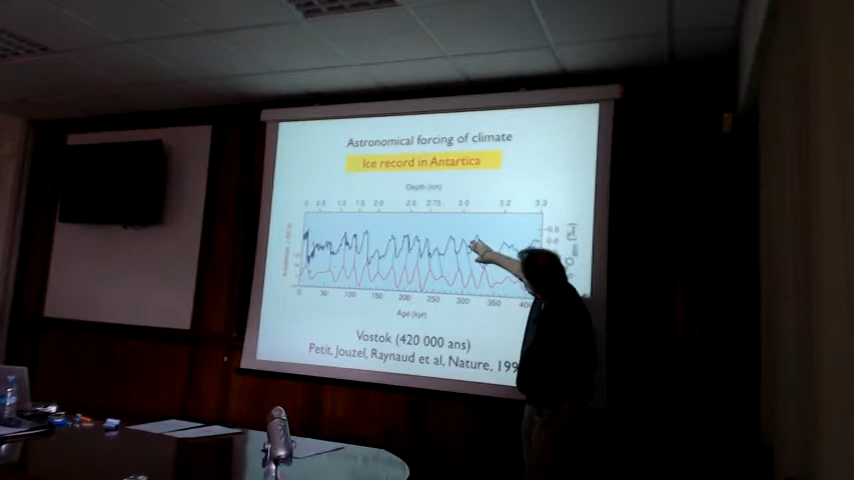 Astronomical forcing of climate
Ice record in Antartica
Depth (km)
0 0.5 1.0 1.5 2.0 2.5 2.75 3.0 3.2 3.3
0 50 100 150 200 250 300 350
Age (kyr)
Vostok (420 000 ans)
Petit, Jouzel, Raynaud et al, Nature, 199